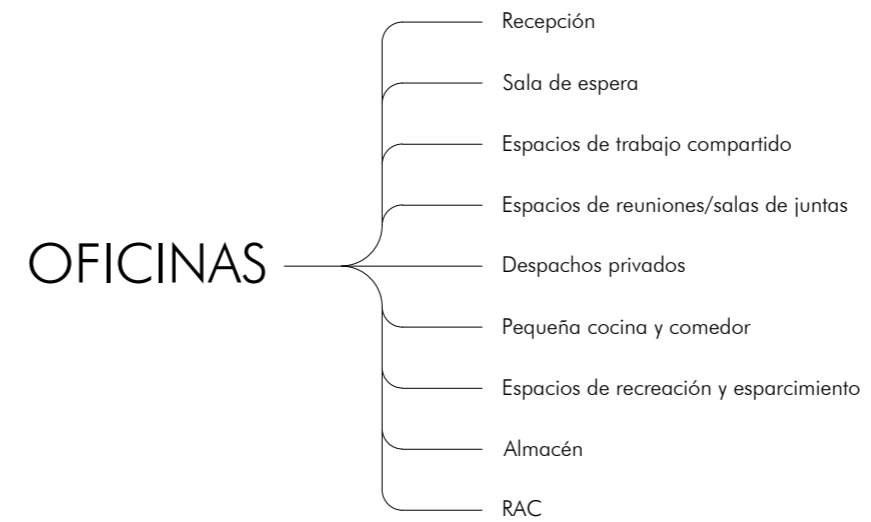 OFICINAS
Recepción
Sala de espera
Espacios de trabajo compartido
Espacios de reuniones/salas de juntas
Despachos privados
Pequeña cocina y comedor
Espacios de recreación y esparcimiento
Almacén
RAC